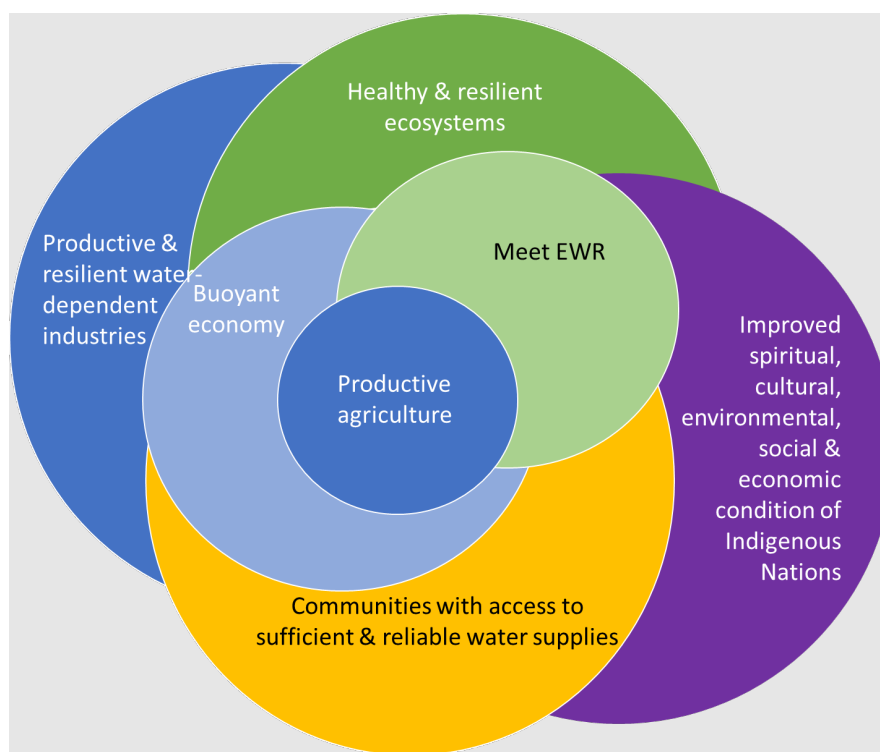 Healthy & resilient
ecosystems
Productive &
resilient water-
dependent
industries
Buoyant
economy
Meet EWR
Productive
agriculture
Improved
spiritual,
cultural,
environmental,
social &
economic
condition of
Indigenous
Nations
Communities with access to
sufficient & reliable water supplies